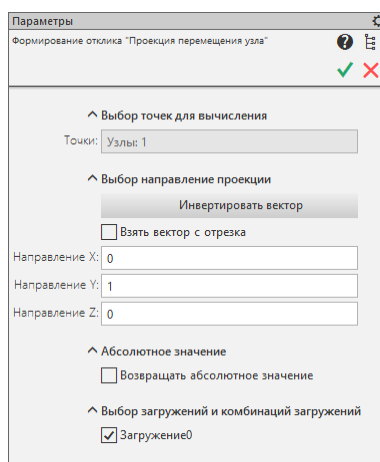 Параметры
Формирование отклика "Проекция перемещения узла"
Выбор точек для вычисления
Точки: Узлы: 1
Выбор направление проекции
Инвертировать вектор
Взять вектор с отрезка
Направление X: 0
Направление Y: 1
Направление Z: 0
Абсолютное значение
Возвращать абсолютное значение
Выбор загружений и комбинаций загружений
Загружение0